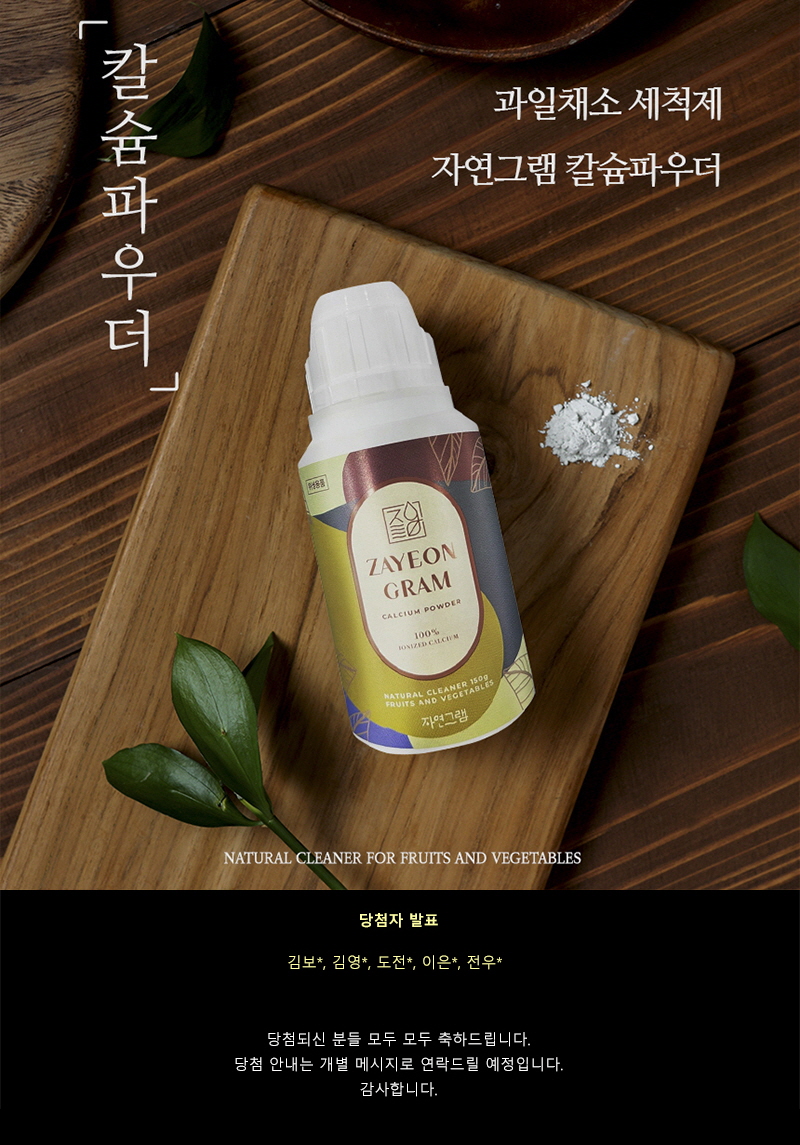 「칼슘파우더」
과일채소 세척제
자연그램 칼슘파우더
위생용품
ZAYEON
GRAM
CALCIUM POWDER
100%
IONIZED CALCIUM
NATURAL CLEANER 150g
FRUITS AND VEGETABLES
자연그램
NATURAL CLEANER FOR FRUITS AND VEGETABLES
당첨자 발표
김보*, 김영*, 도전*, 이은*, 전우*
당첨되신 분들 모두 모두 축하드립니다.
당첨 안내는 개별 메시지로 연락드릴 예정입니다.
감사합니다.